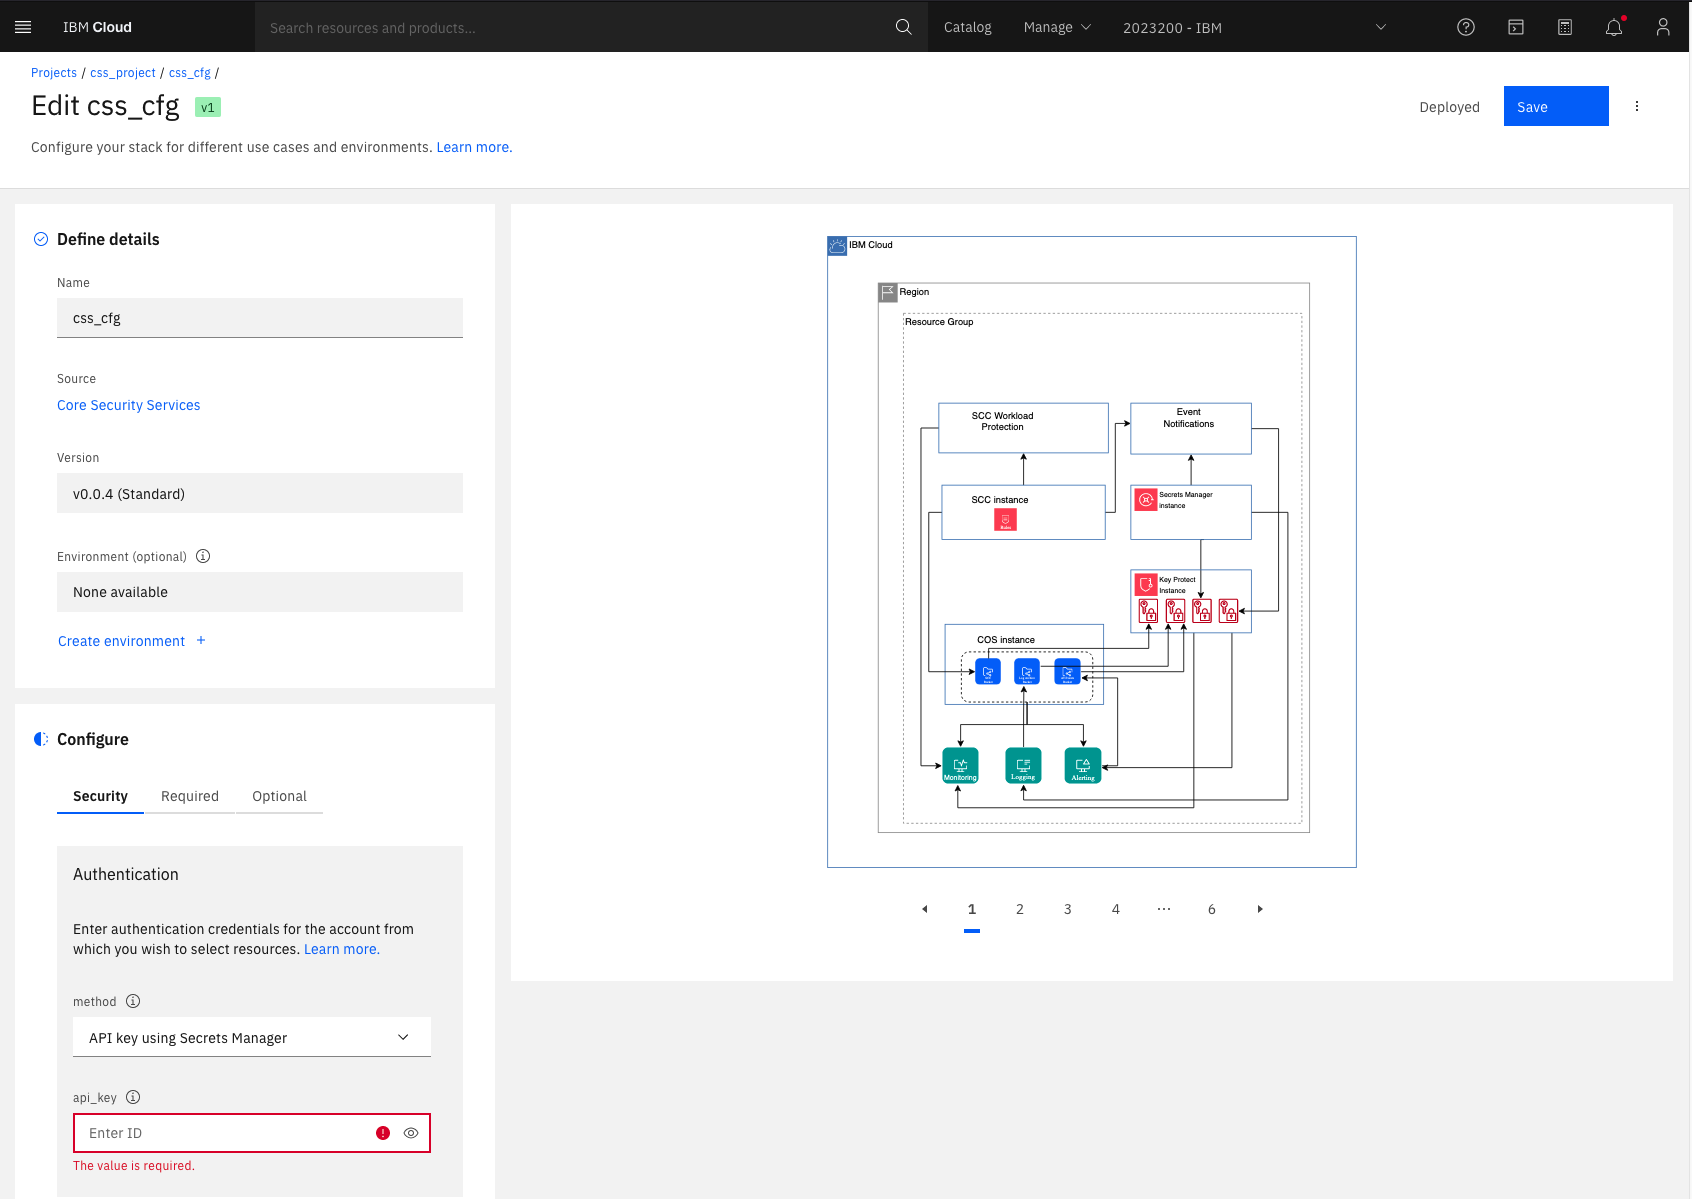 IBM Cloud
Search resources and products...
Catalog
Manage
2023200 - IBM
Projects / css_project / css_cfg /
Edit css_cfg
v1
Deployed
Save
Configure your stack for different use cases and environments. Learn more.
Define details
Name
css_cfg
Source
Core Security Services
Version
v0.0.4 (Standard)
Environment (optional)
None available
Create environment +
Configure
Security
Required
Optional
Authentication
Enter authentication credentials for the account from
which you wish to select resources. Learn more.
method
API key using Secrets Manager
api_key
Enter ID
The value is required.
IBM Cloud
Region
Resource Group
SCC Workload
Protection
Event
Notifications
SCC instance
Secrets Manager
instance
Key Protect
Instance
COS instance
Monitoring
Logging
Alerting
1
2
3
4
...
6